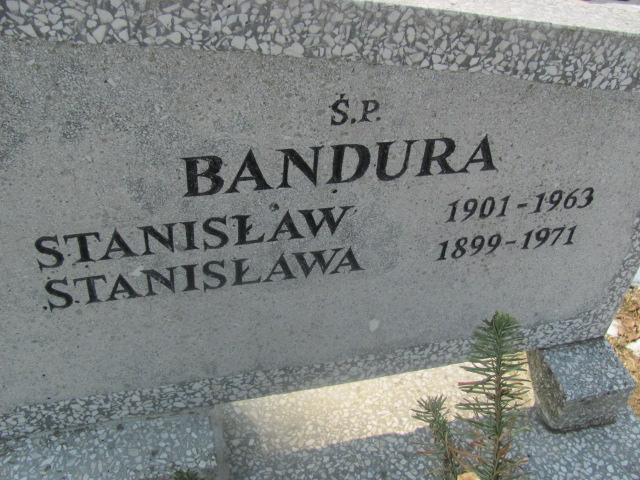 Ś.P.
BANDURA
STANISŁAW 1901-1963
STANISŁAWA 1899-1971